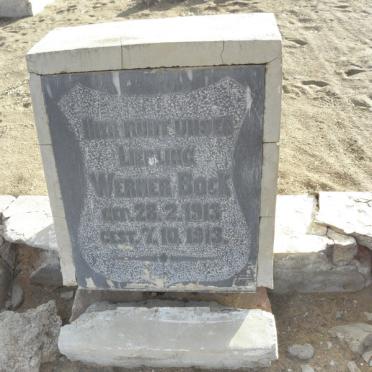 HIER RUHT UNSER
LIEBLING
WERNER BOCK
GEB. 28. 2. 1913
GEST. 7. 10. 1913.